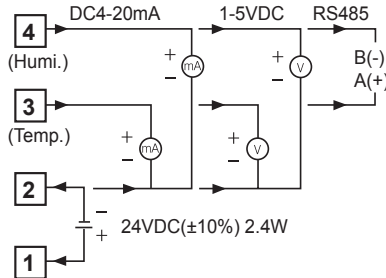 4 DC4-20mA 1-5VDC RS485
(Humi.)
+ mA − + V − B(-)
A(+)
3
(Temp.)
+ mA − + V −
2
− + 24VDC(±10%) 2.4W
1